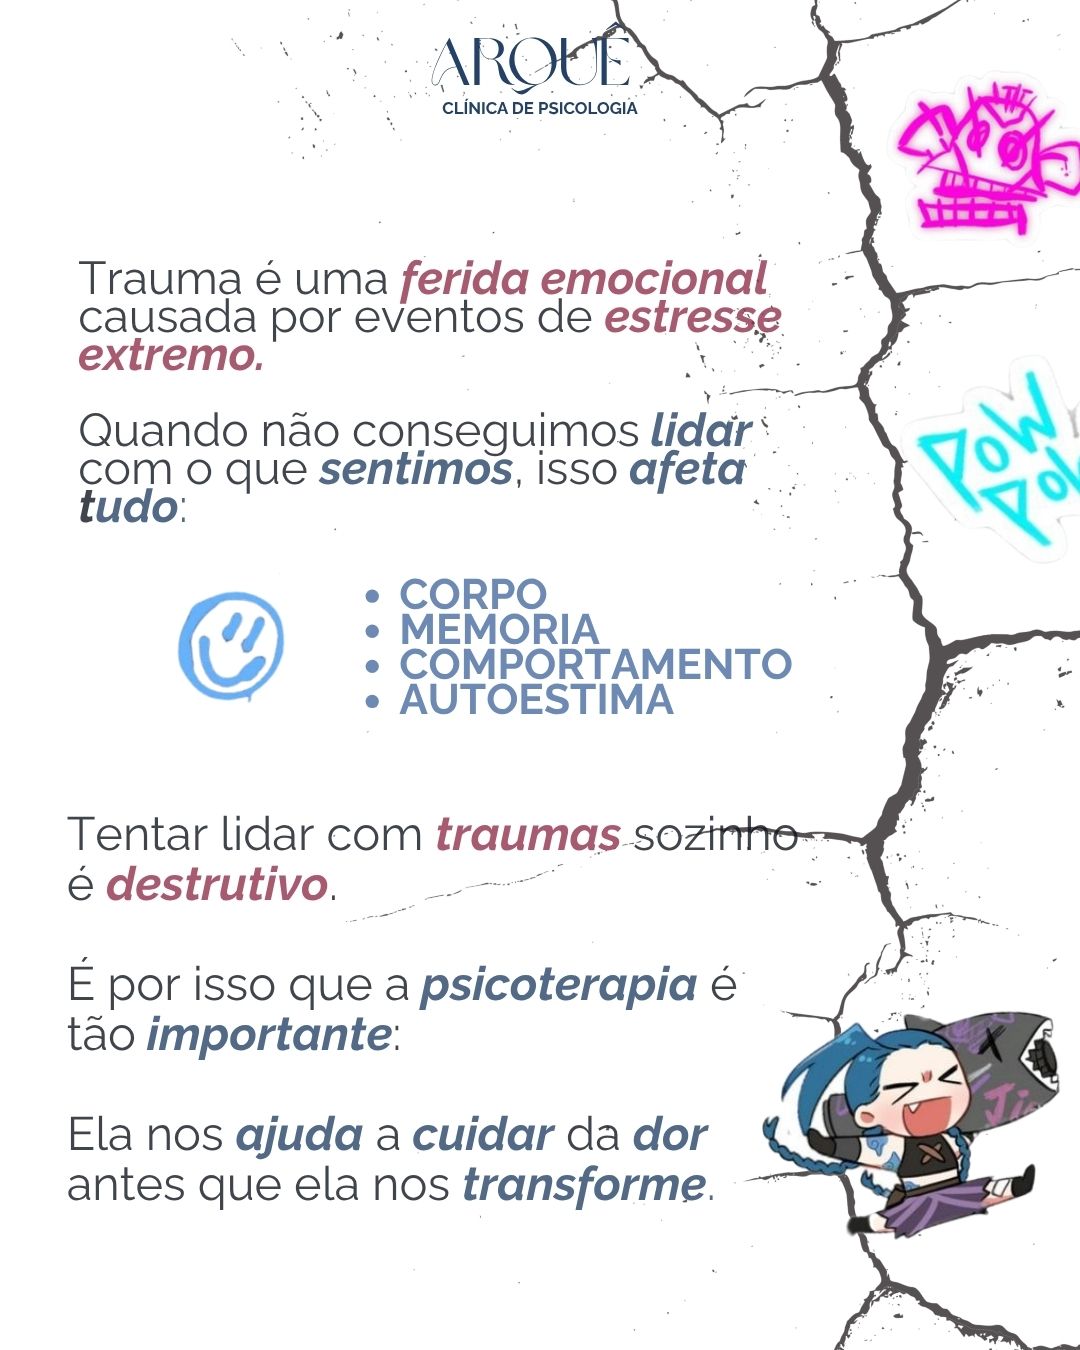 ARQUÊ
CLÍNICA DE PSICOLOGIA
Trauma é uma ferida emocional
causada por eventos de estresse
extremo.
Quando não conseguimos lidar
com o que sentimos, isso afeta
tudo:
• CORPO
• MEMORIA
• COMPORTAMENTO
• AUTOESTIMA
Tentar lidar com traumas sozinho
é destrutivo.
É por isso que a psicoterapia é
tão importante:
Ela nos ajuda a cuidar da dor
antes que ela nos transforme.
POW